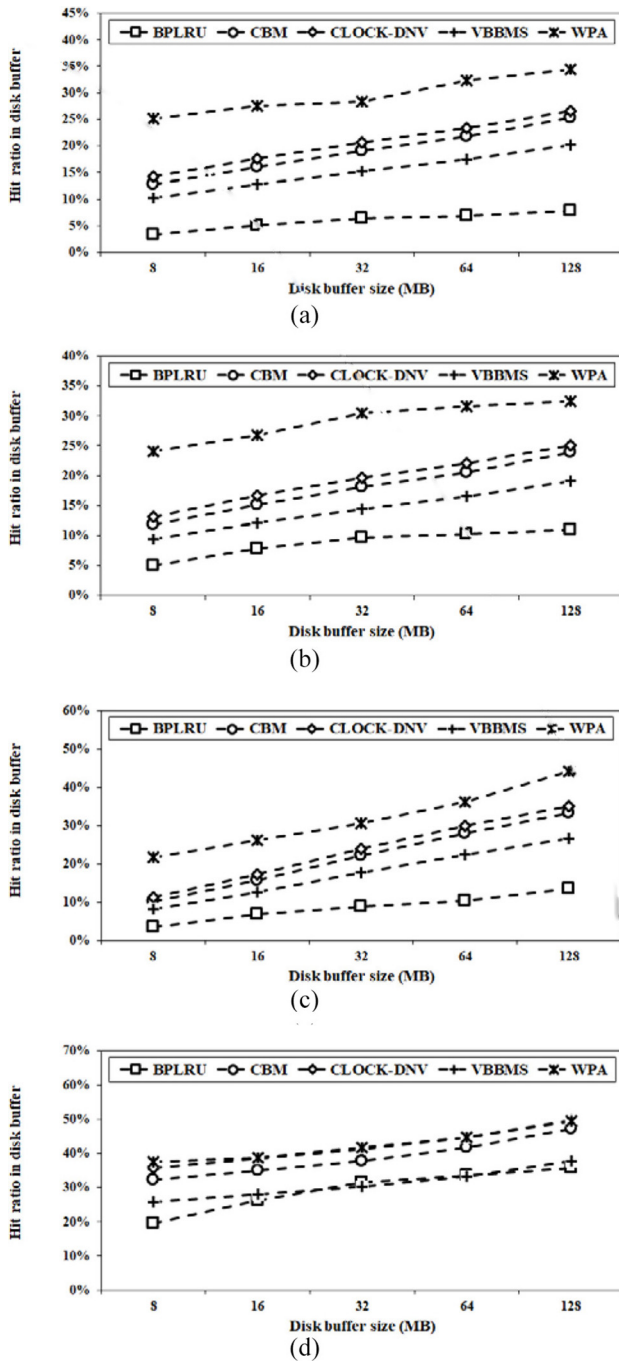 45%
BPLRU CBM CLOCK-DNV VBBMS WPA
40%
35%
30%
25%
20%
15%
10%
5%
0%
Hit ratio in disk buffer
8 16 32 64 128
Disk buffer size (MB)
(a)
40%
BPLRU CBM CLOCK-DNV VBBMS WPA
35%
30%
25%
20%
15%
10%
5%
0%
Hit ratio in disk buffer
8 16 32 64 128
Disk buffer size (MB)
(b)
60%
BPLRU CBM CLOCK-DNV VBBMS WPA
50%
40%
30%
20%
10%
0%
Hit ratio in disk buffer
8 16 32 64 128
Disk buffer size (MB)
(c)
70%
BPLRU CBM CLOCK-DNV VBBMS WPA
60%
50%
40%
30%
20%
10%
0%
Hit ratio in disk buffer
8 16 32 64 128
Disk buffer size (MB)
(d)